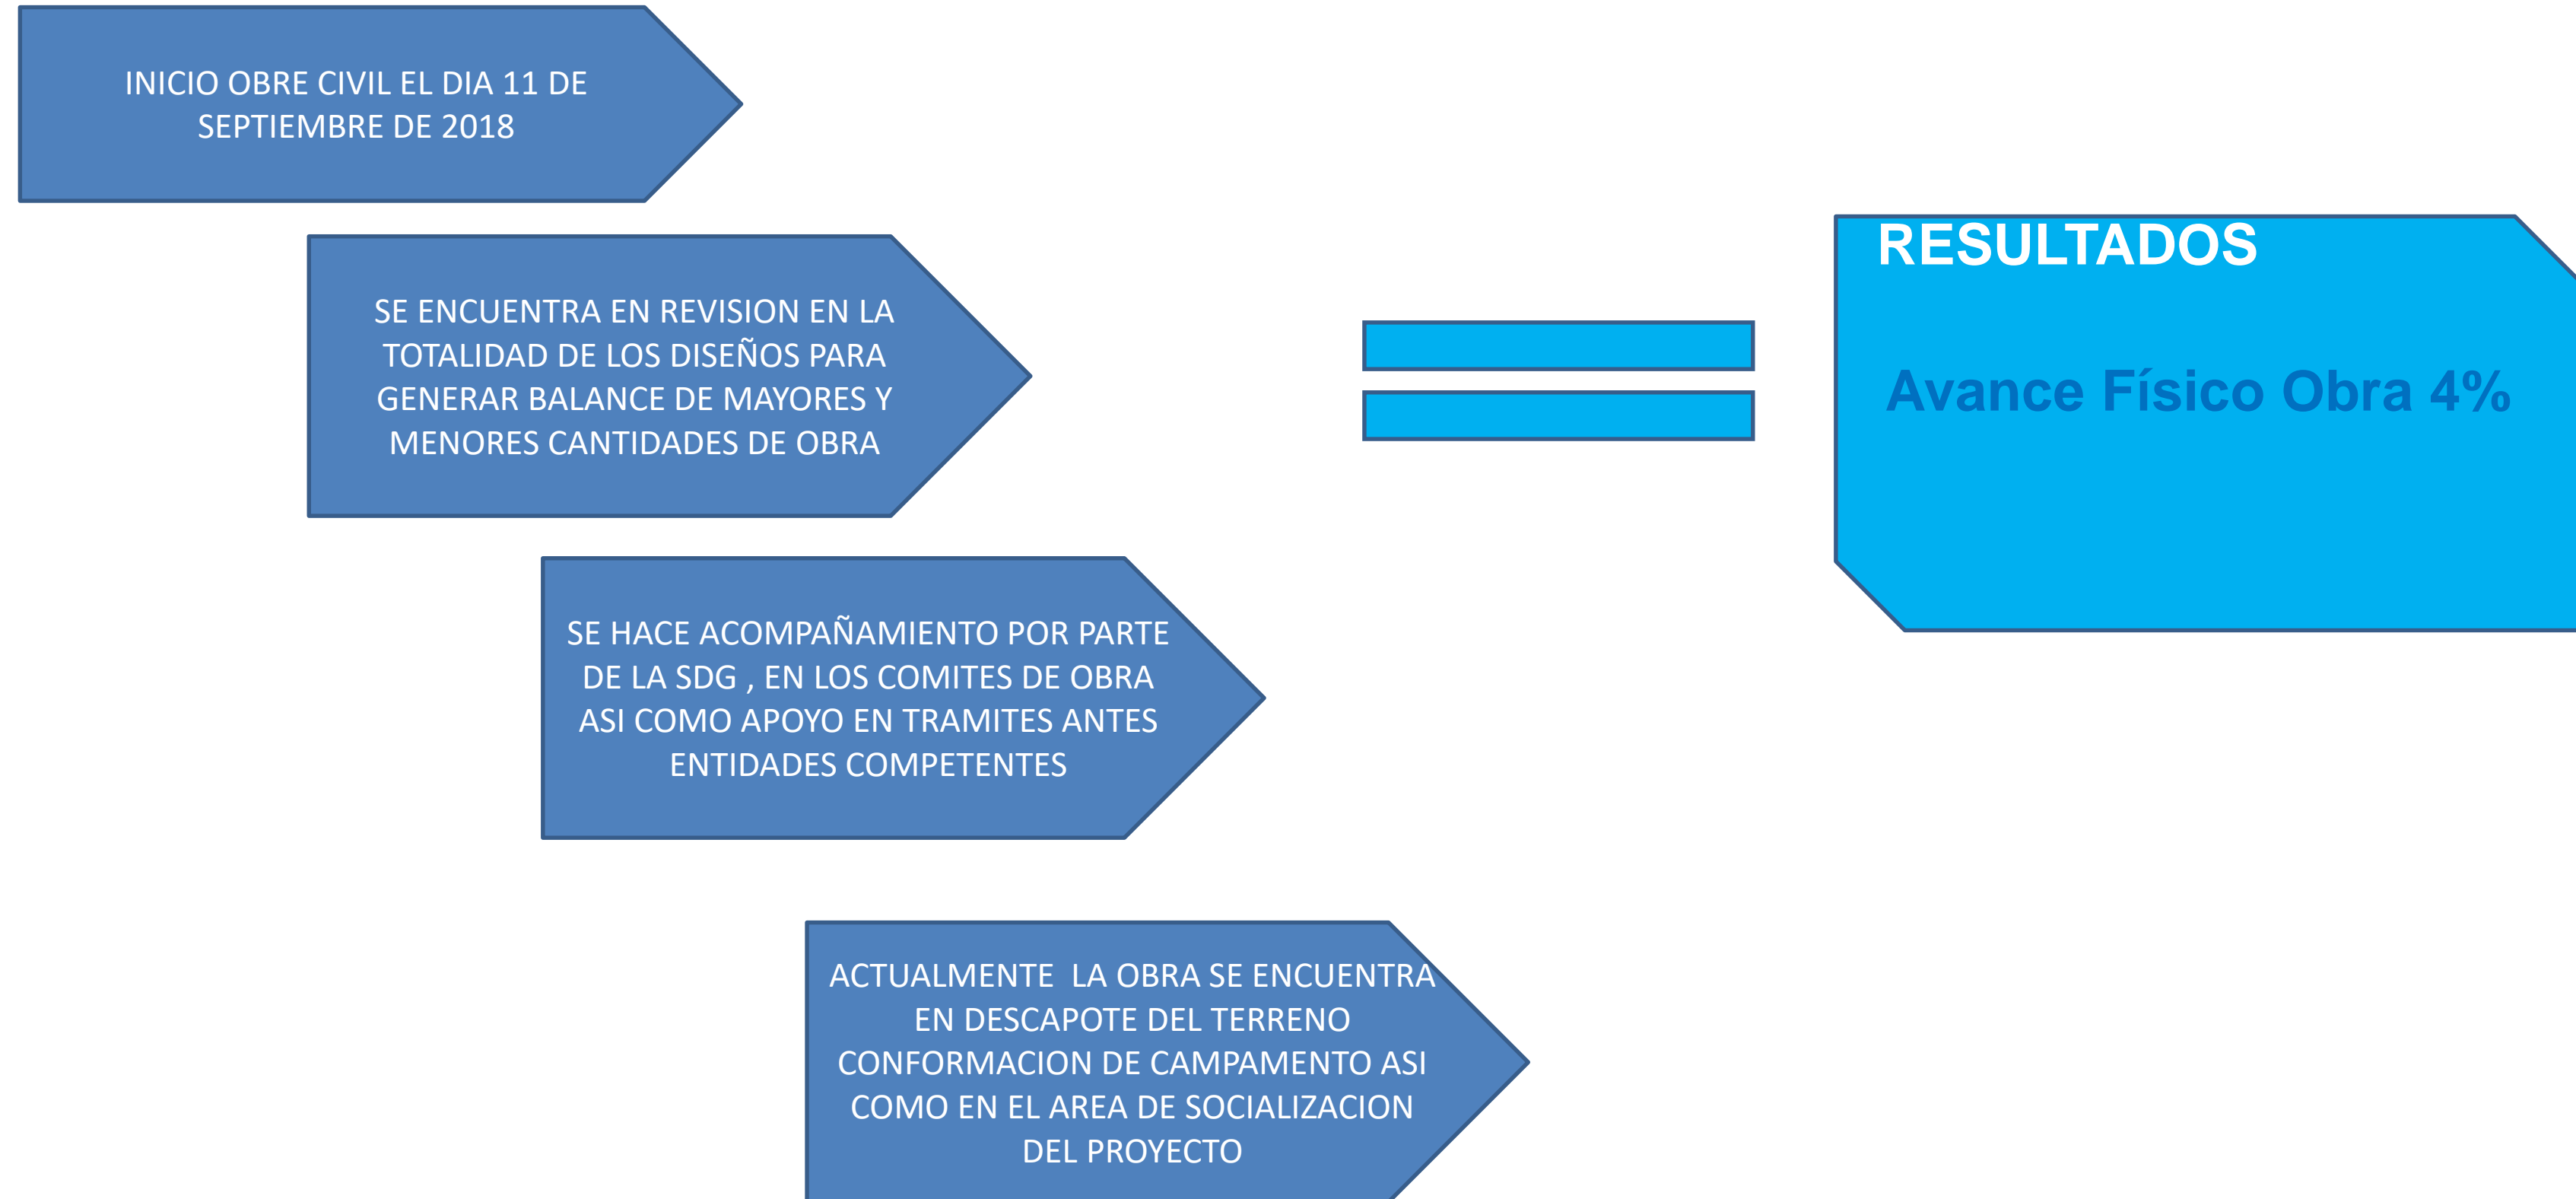 INICIO OBRE CIVIL EL DIA 11 DE
SEPTIEMBRE DE 2018
SE ENCUENTRA EN REVISION EN LA
TOTALIDAD DE LOS DISEÑOS PARA
GENERAR BALANCE DE MAYORES Y
MENORES CANTIDADES DE OBRA
SE HACE ACOMPAÑAMIENTO POR PARTE
DE LA SDG , EN LOS COMITES DE OBRA
ASI COMO APOYO EN TRAMITES ANTES
ENTIDADES COMPETENTES
ACTUALMENTE  LA OBRA SE ENCUENTRA
EN DESCAPOTE DEL TERRENO
CONFORMACION DE CAMPAMENTO ASI
COMO EN EL AREA DE SOCIALIZACION
DEL PROYECTO
RESULTADOS
Avance Físico Obra 4%